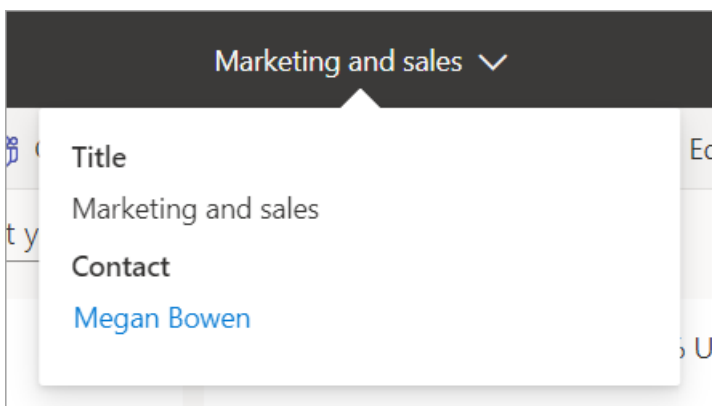 Marketing and sales
Title
Marketing and sales
Contact
Megan Bowen
t y
U